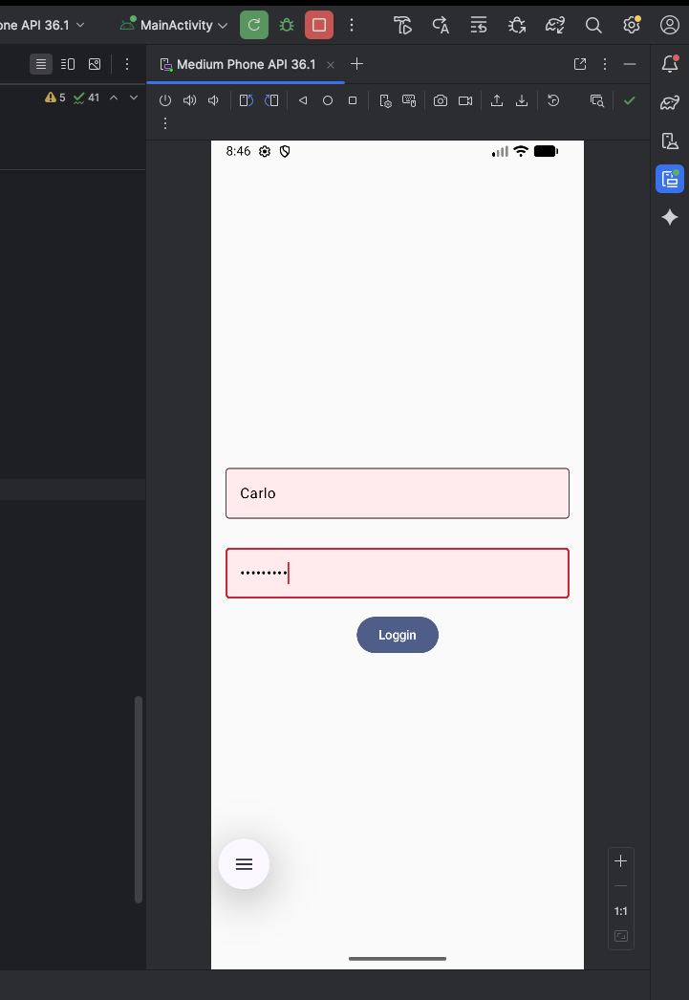 one API 36.1
MainActivity
Medium Phone API 36.1
5 41
8:46
Carlo
•••••••••
Loggin
1:1